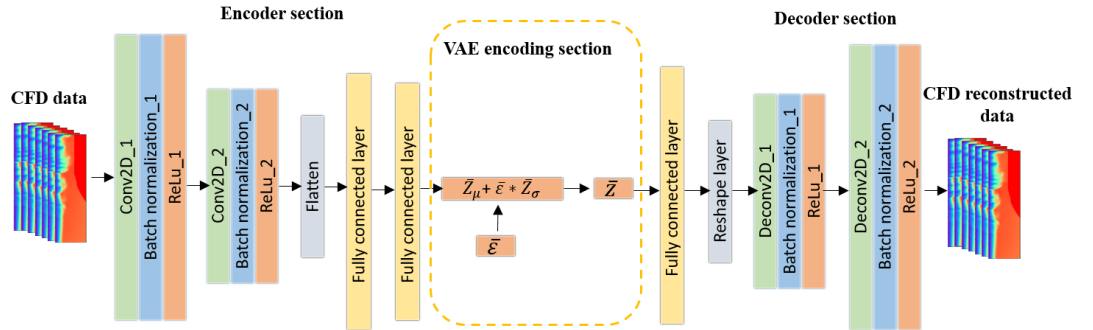 Encoder section
VAE encoding section
Decoder section
CFD data
Conv2D_1
Batch normalization_1
ReLu_1
Conv2D_2
Batch normalization_2
ReLu_2
Flatten
Fully connected layer
Fully connected layer
Z̄_μ + ε̄ * Z̄_σ
ε̄
Z̄
Fully connected layer
Reshape layer
Deconv2D_1
Batch normalization_1
ReLu_1
Deconv2D_2
Batch normalization_2
ReLu_2
CFD reconstructed
data